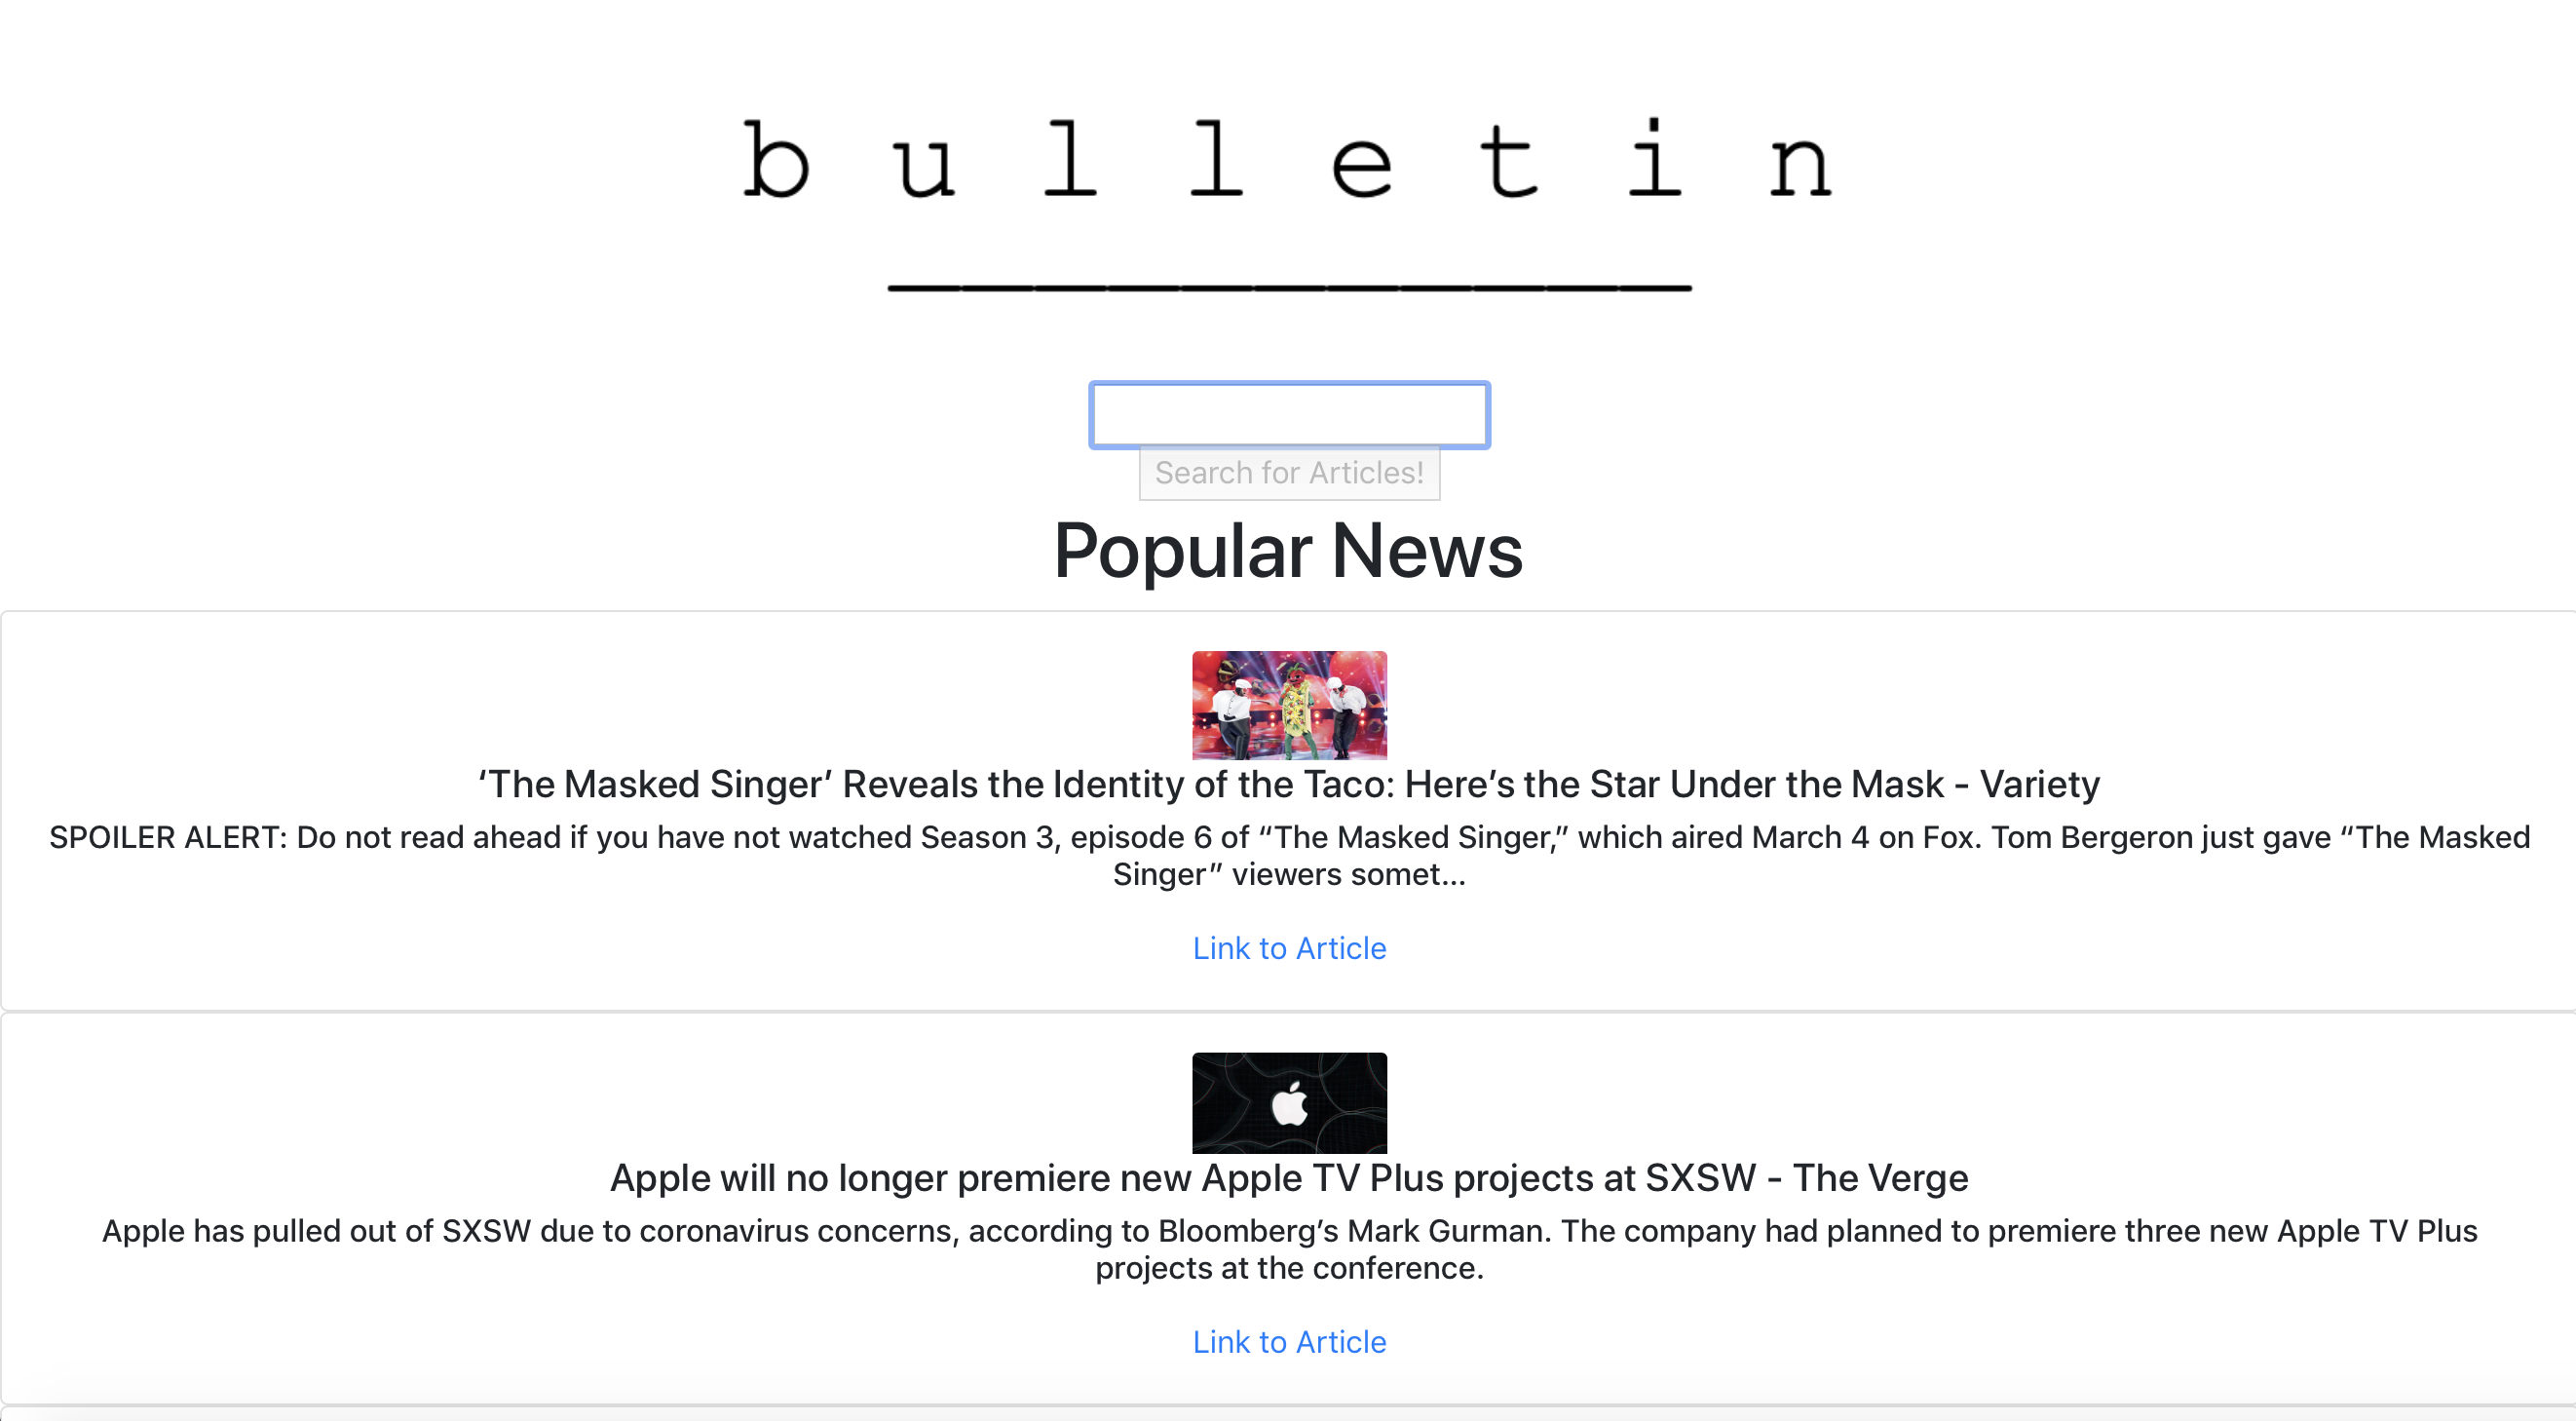 b u l l e t i n
___________
Search for Articles!
Popular News
‘The Masked Singer’ Reveals the Identity of the Taco: Here’s the Star Under the Mask - Variety
SPOILER ALERT: Do not read ahead if you have not watched Season 3, episode 6 of “The Masked Singer,” which aired March 4 on Fox. Tom Bergeron just gave “The Masked
Singer” viewers somet…
Link to Article
Apple will no longer premiere new Apple TV Plus projects at SXSW - The Verge
Apple has pulled out of SXSW due to coronavirus concerns, according to Bloomberg’s Mark Gurman. The company had planned to premiere three new Apple TV Plus
projects at the conference.
Link to Article